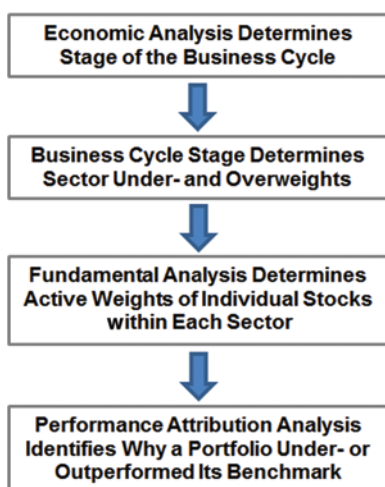 Economic Analysis Determines
Stage of the Business Cycle
Business Cycle Stage Determines
Sector Under- and Overweights
Fundamental Analysis Determines
Active Weights of Individual Stocks
within Each Sector
Performance Attribution Analysis
Identifies Why a Portfolio Under- or
Outperformed Its Benchmark